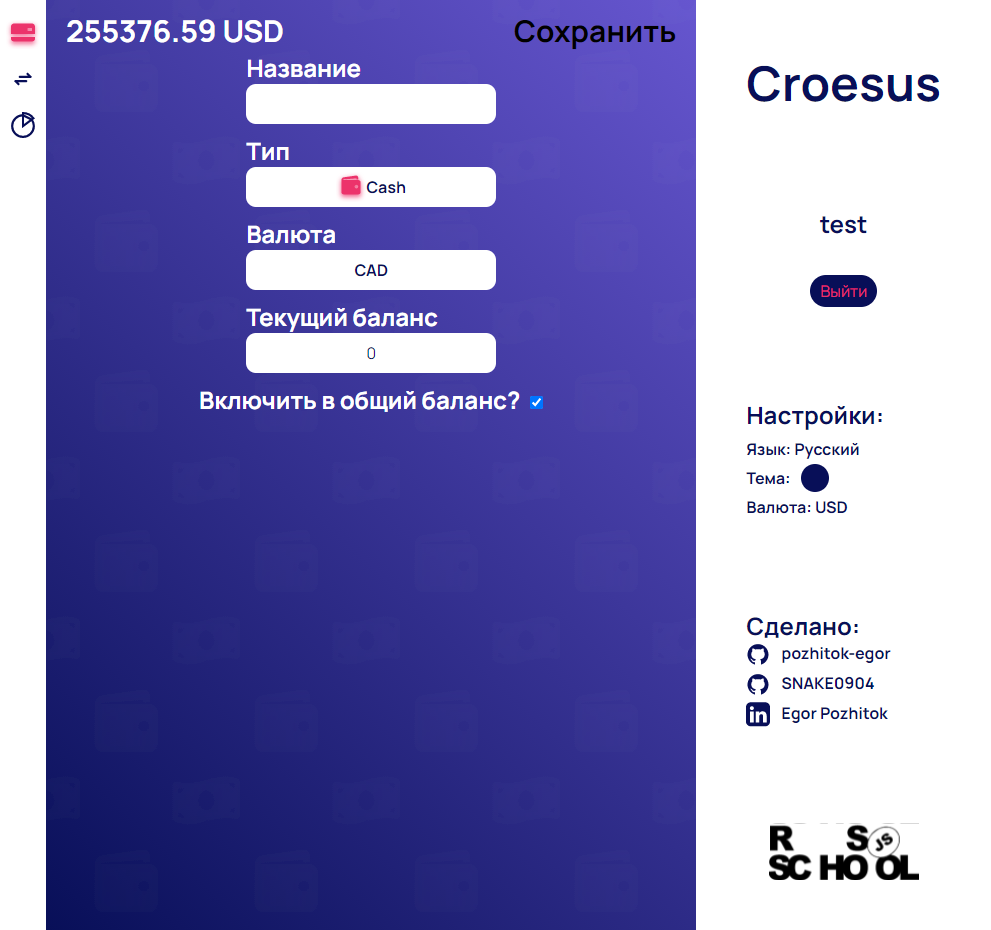 255376.59 USD
Сохранить
Название
Тип
Cash
Валюта
CAD
Текущий баланс
0
Включить в общий баланс?
Croesus
test
Выйти
Настройки:
Язык: Русский
Тема:
Валюта: USD
Сделано:
pozhitok-egor
SNAKE0904
Egor Pozhitok
R S JS
SCHOOL